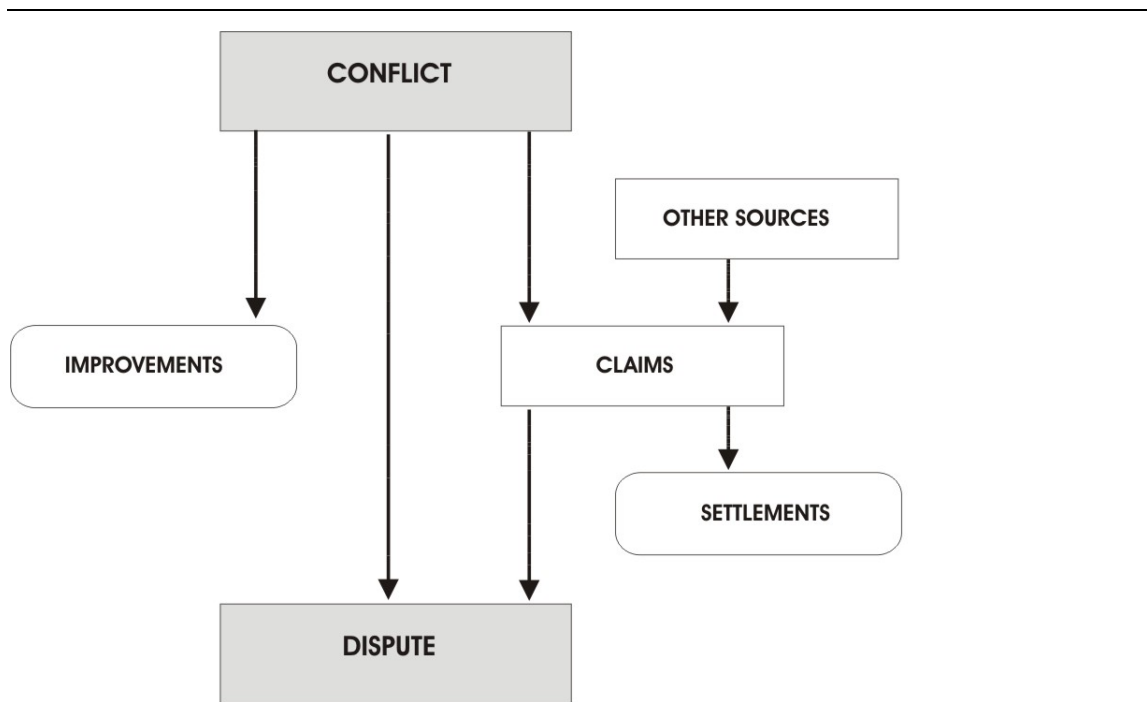 CONFLICT
OTHER SOURCES
IMPROVEMENTS
CLAIMS
SETTLEMENTS
DISPUTE